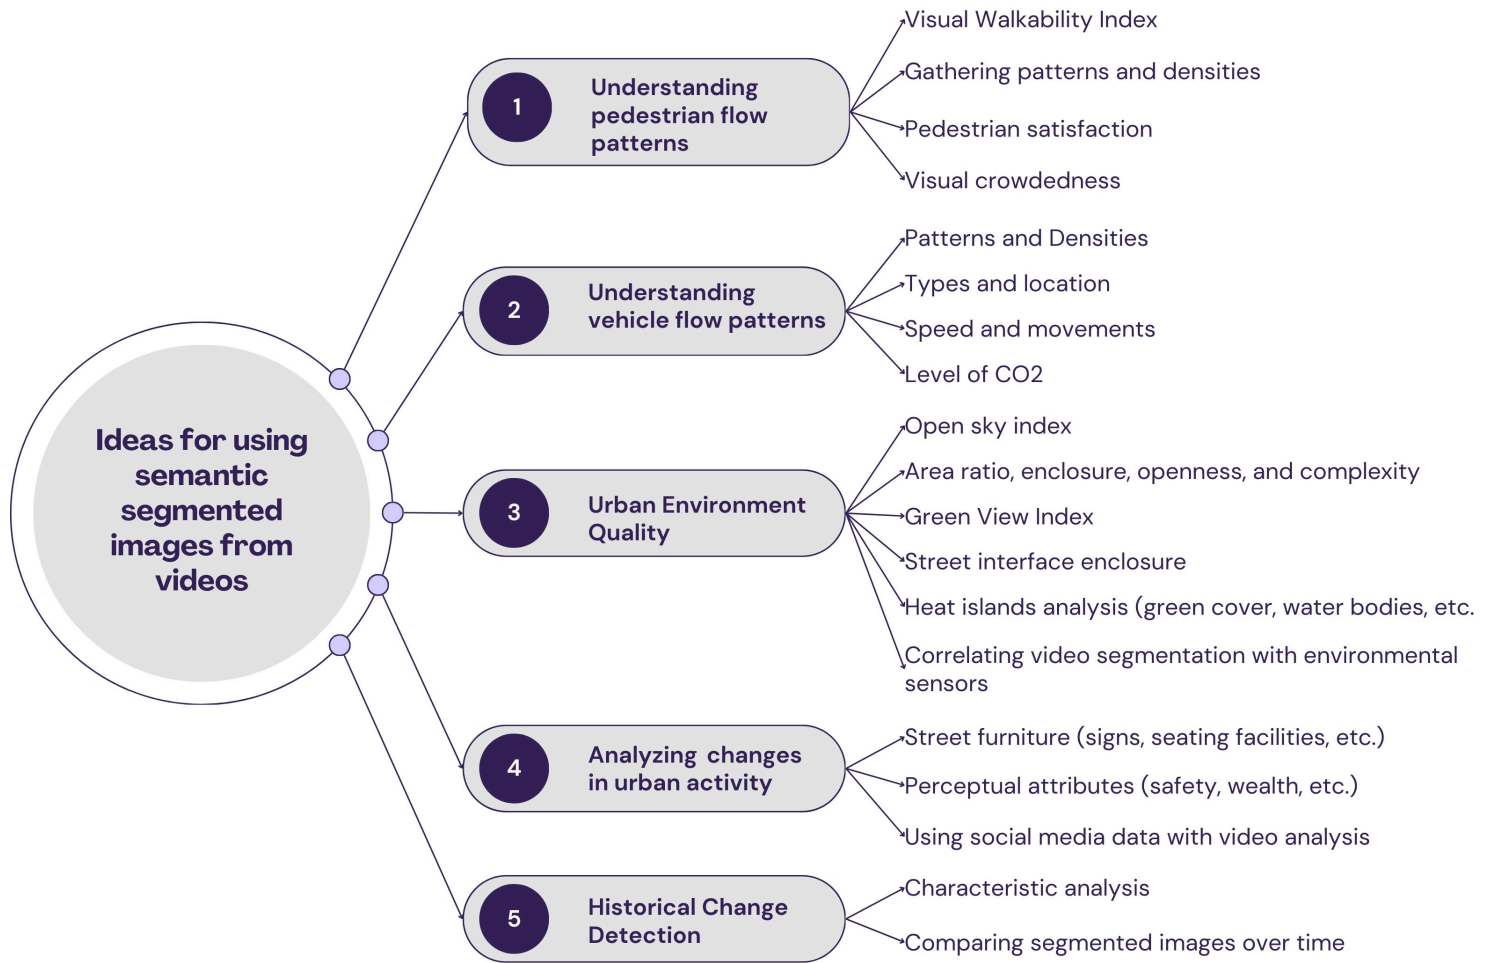 Ideas for using
semantic
segmented
images from
videos
1
Understanding
pedestrian flow
patterns
Visual Walkability Index
Gathering patterns and densities
Pedestrian satisfaction
Visual crowdedness
2
Understanding
vehicle flow patterns
Patterns and Densities
Types and location
Speed and movements
Level of CO2
3
Urban Environment
Quality
Open sky index
Area ratio, enclosure, openness, and complexity
Green View Index
Street interface enclosure
Heat islands analysis (green cover, water bodies, etc.
Correlating video segmentation with environmental
sensors
4
Analyzing changes
in urban activity
Street furniture (signs, seating facilities, etc.)
Perceptual attributes (safety, wealth, etc.)
Using social media data with video analysis
5
Historical Change
Detection
Characteristic analysis
Comparing segmented images over time